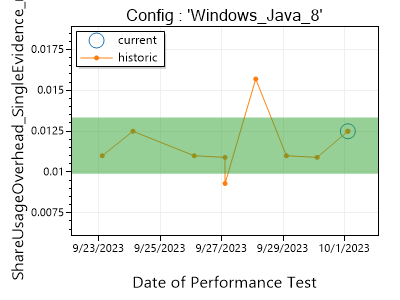 Config : 'Windows_Java_8'
ShareUsageOverhead_SingleEvidence_
0.0175
0.015
0.0125
0.01
0.0075
current
historic
9/23/2023
9/25/2023
9/27/2023
9/29/2023
10/1/2023
Date of Performance Test